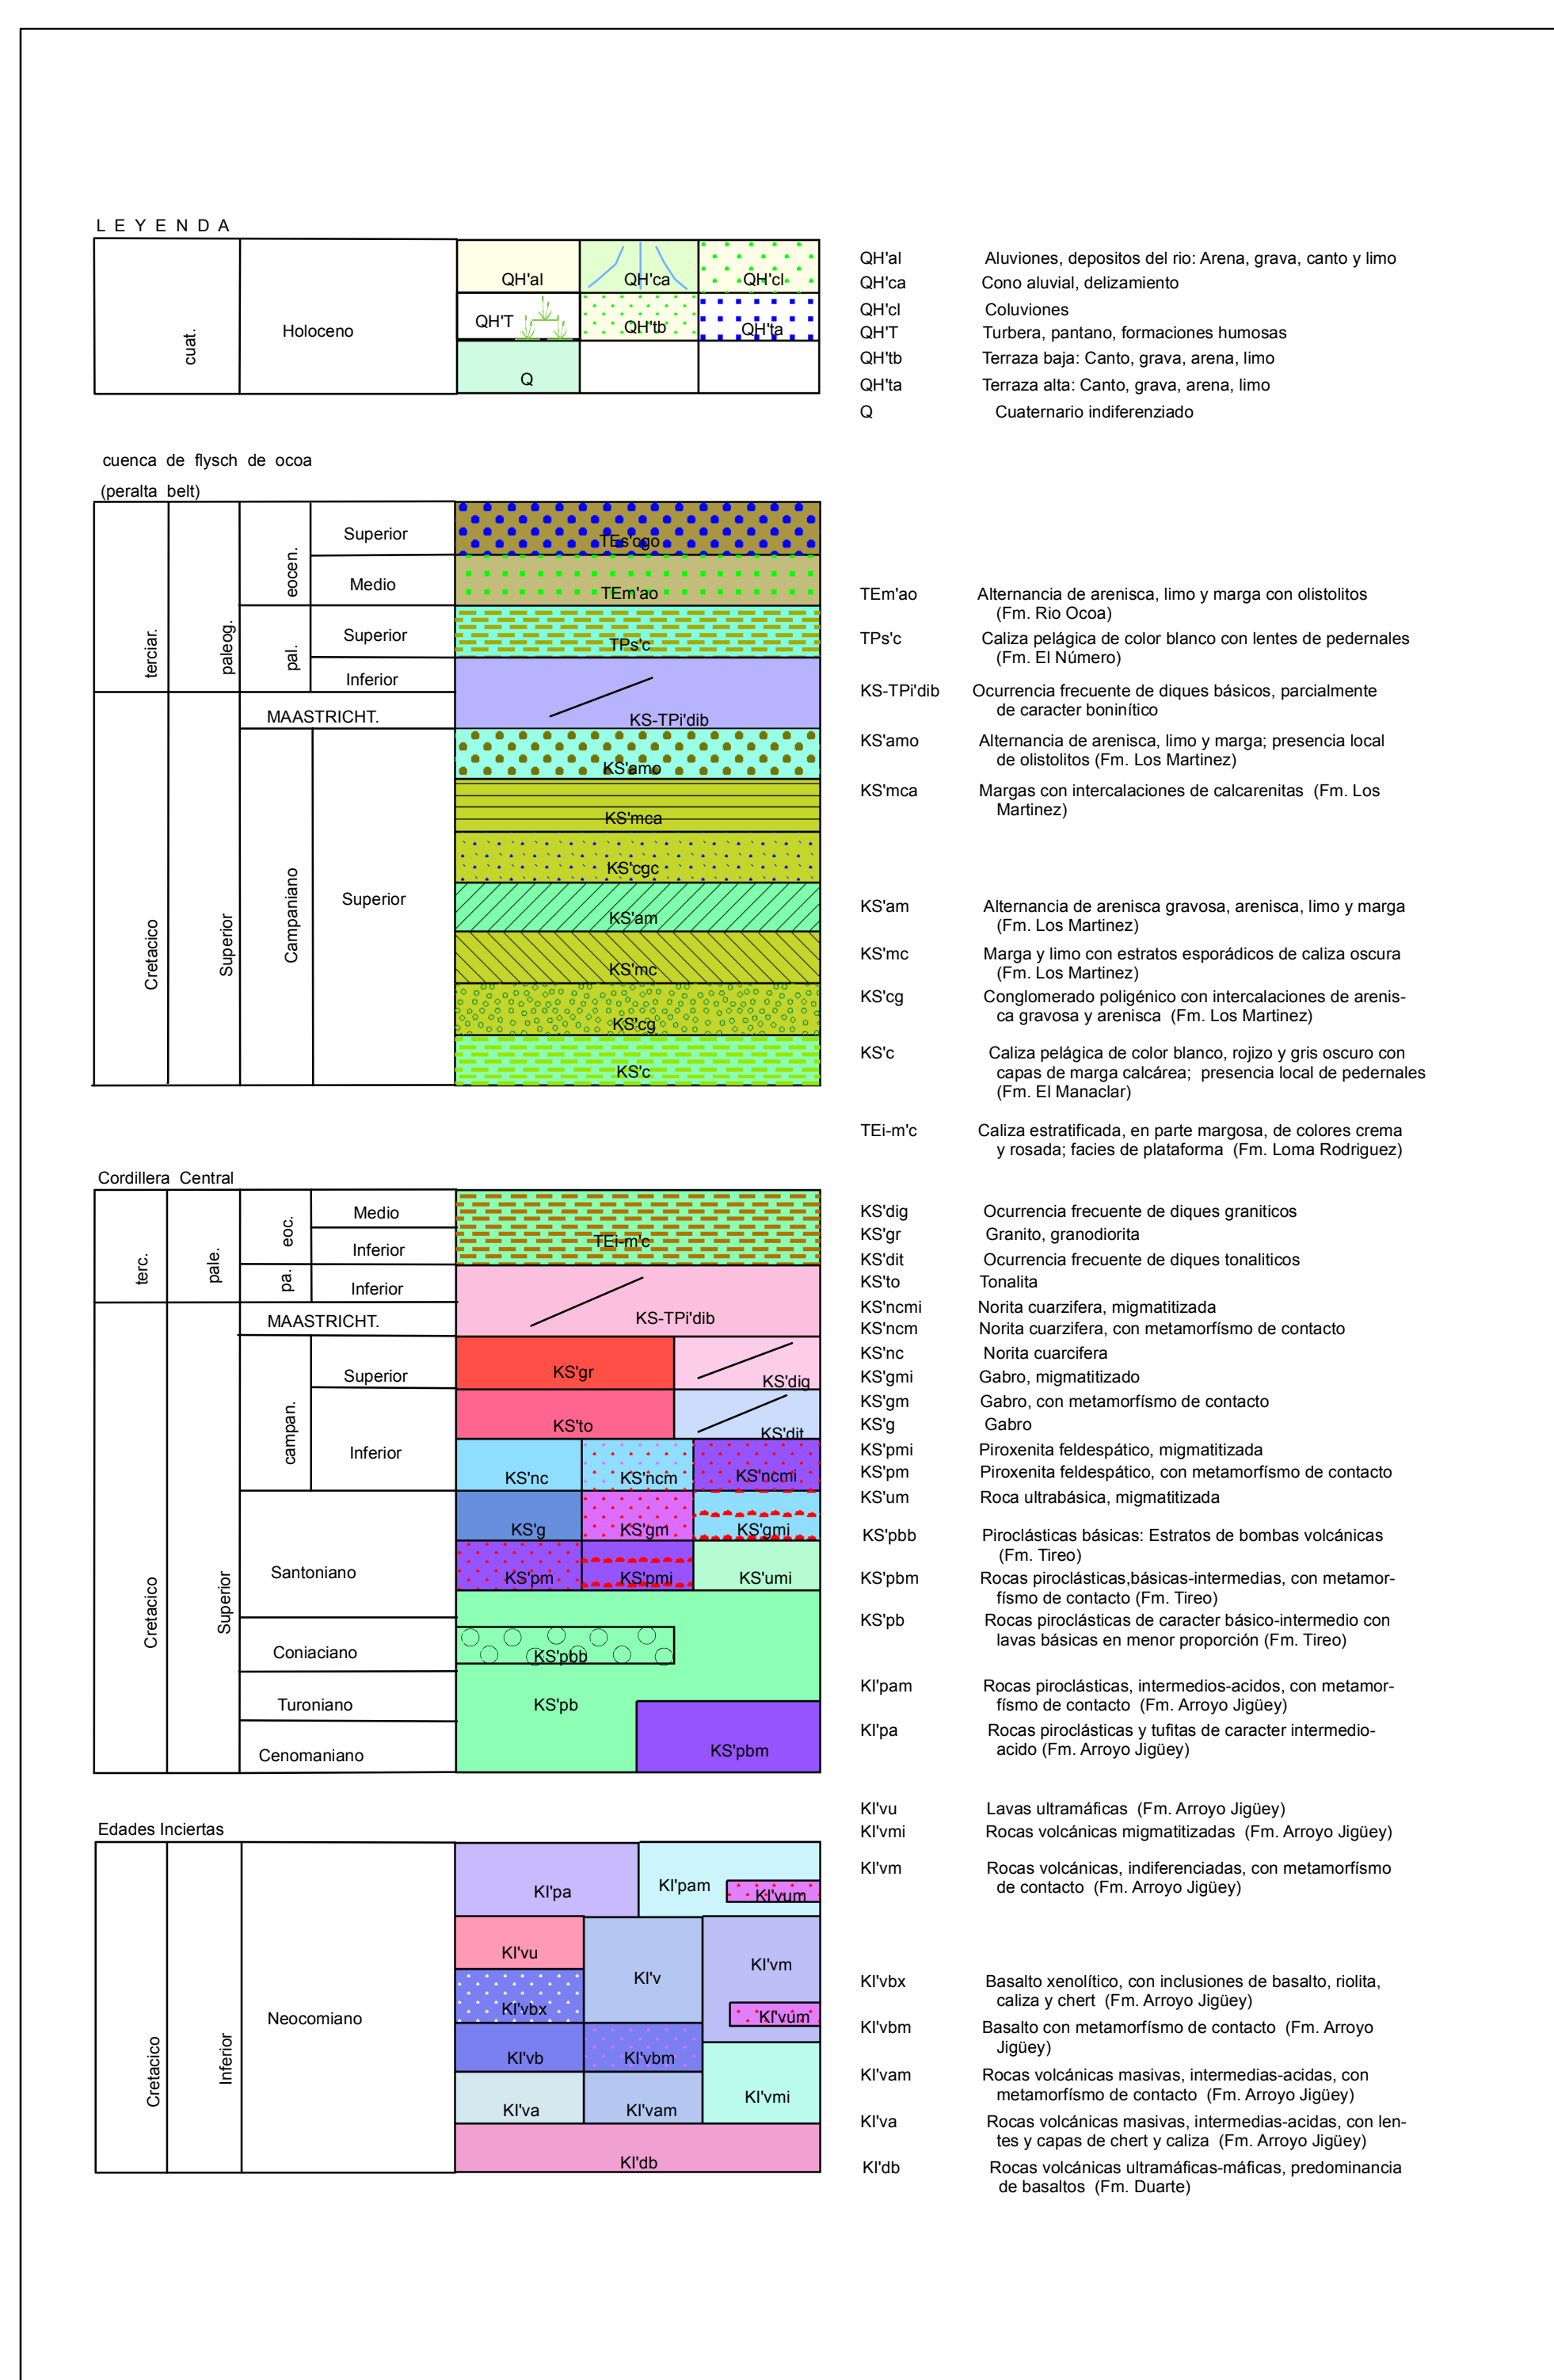 L E Y E N D A
cuat.
Holoceno
QH'al
QH'ca
QH'cl
QH'T
QH'tb
QH'ta
Q
QH'al Aluviones, depositos del rio: Arena, grava, canto y limo
QH'ca Cono aluvial, delizamiento
QH'cl Coluviones
QH'T Turbera, pantano, formaciones humosas
QH'tb Terraza baja: Canto, grava, arena, limo
QH'ta Terraza alta: Canto, grava, arena, limo
Q Cuaternario indiferenziado
cuenca de flysch de ocoa
(peralta belt)
terciar.
paleog.
eocen.
pal.
Superior
Medio
Superior
Inferior
MAASTRICHT.
Cretacico
Superior
Campaniano
Superior
TEs'cgo
TEm'ao
TPs'c
KS-TPi'dib
KS'amo
KS'mca
KS'cgc
KS'am
KS'mc
KS'cg
KS'c
TEm'ao Alternancia de arenisca, limo y marga con olistolitos
(Fm. Rio Ocoa)
TPs'c Caliza pelágica de color blanco con lentes de pedernales
(Fm. El Número)
KS-TPi'dib Ocurrencia frecuente de diques básicos, parcialmente
de caracter boninítico
KS'amo Alternancia de arenisca, limo y marga; presencia local
de olistolitos (Fm. Los Martinez)
KS'mca Margas con intercalaciones de calcarenitas (Fm. Los
Martinez)
KS'am Alternancia de arenisca gravosa, arenisca, limo y marga
(Fm. Los Martinez)
KS'mc Marga y limo con estratos esporádicos de caliza oscura
(Fm. Los Martinez)
KS'cg Conglomerado poligénico con intercalaciones de arenis-
ca gravosa y arenisca (Fm. Los Martinez)
KS'c Caliza pelágica de color blanco, rojizo y gris oscuro con
capas de marga calcárea; presencia local de pedernales
(Fm. El Manaclar)
TEi-m'c Caliza estratificada, en parte margosa, de colores crema
y rosada; facies de plataforma (Fm. Loma Rodriguez)
Cordillera Central
terc.
pale.
eoc.
pa.
Medio
Inferior
Inferior
MAASTRICHT.
Cretacico
Superior
campan.
Superior
Inferior
Santoniano
Coniaciano
Turoniano
Cenomaniano
TEi-m'c
KS-TPi'dib
KS'gr
KS'dig
KS'to
KS'dit
KS'nc
KS'ncm
KS'ncmi
KS'g
KS'gm
KS'gmi
KS'pm
KS'pmi
KS'umi
KS'pbb
KS'pb
KS'pbm
KS'dig Ocurrencia frecuente de diques graniticos
KS'gr Granito, granodiorita
KS'dit Ocurrencia frecuente de diques tonaliticos
KS'to Tonalita
KS'ncmi Norita cuarzifera, migmatitizada
KS'ncm Norita cuarzifera, con metamorfísmo de contacto
KS'nc Norita cuarcifera
KS'gmi Gabro, migmatitizado
KS'gm Gabro, con metamorfísmo de contacto
KS'g Gabro
KS'pmi Piroxenita feldespático, migmatitizada
KS'pm Piroxenita feldespático, con metamorfísmo de contacto
KS'um Roca ultrabásica, migmatitizada
KS'pbb Piroclásticas básicas: Estratos de bombas volcánicas
(Fm. Tireo)
KS'pbm Rocas piroclásticas,básicas-intermedias, con metamor-
físmo de contacto (Fm. Tireo)
KS'pb Rocas piroclásticas de caracter básico-intermedio con
lavas básicas en menor proporción (Fm. Tireo)
KI'pam Rocas piroclásticas, intermedios-acidos, con metamor-
físmo de contacto (Fm. Arroyo Jigüey)
KI'pa Rocas piroclásticas y tufitas de caracter intermedio-
acido (Fm. Arroyo Jigüey)
Edades Inciertas
Cretacico
Inferior
Neocomiano
KI'pa
KI'pam
KI'vum
KI'vu
KI'v
KI'vm
KI'vbx
KI'vum
KI'vb
KI'vbm
KI'vmi
KI'va
KI'vam
KI'db
KI'vu Lavas ultramáficas (Fm. Arroyo Jigüey)
KI'vmi Rocas volcánicas migmatitizadas (Fm. Arroyo Jigüey)
KI'vm Rocas volcánicas, indiferenciadas, con metamorfísmo
de contacto (Fm. Arroyo Jigüey)
KI'vbx Basalto xenolítico, con inclusiones de basalto, riolita,
caliza y chert (Fm. Arroyo Jigüey)
KI'vbm Basalto con metamorfísmo de contacto (Fm. Arroyo
Jigüey)
KI'vam Rocas volcánicas masivas, intermedias-acidas, con
metamorfísmo de contacto (Fm. Arroyo Jigüey)
KI'va Rocas volcánicas masivas, intermedias-acidas, con len-
tes y capas de chert y caliza (Fm. Arroyo Jigüey)
KI'db Rocas volcánicas ultramáficas-máficas, predominancia
de basaltos (Fm. Duarte)